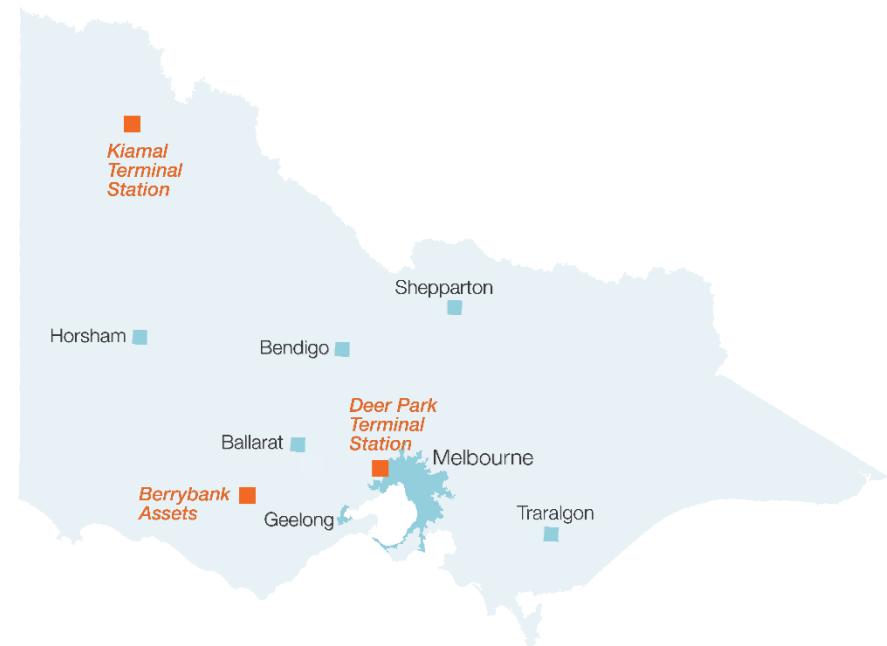 Kiamal
Terminal
Station
Shepparton
Horsham
Bendigo
Deer Park
Terminal
Station
Ballarat
Melbourne
Berrybank
Assets
Geelong
Traralgon